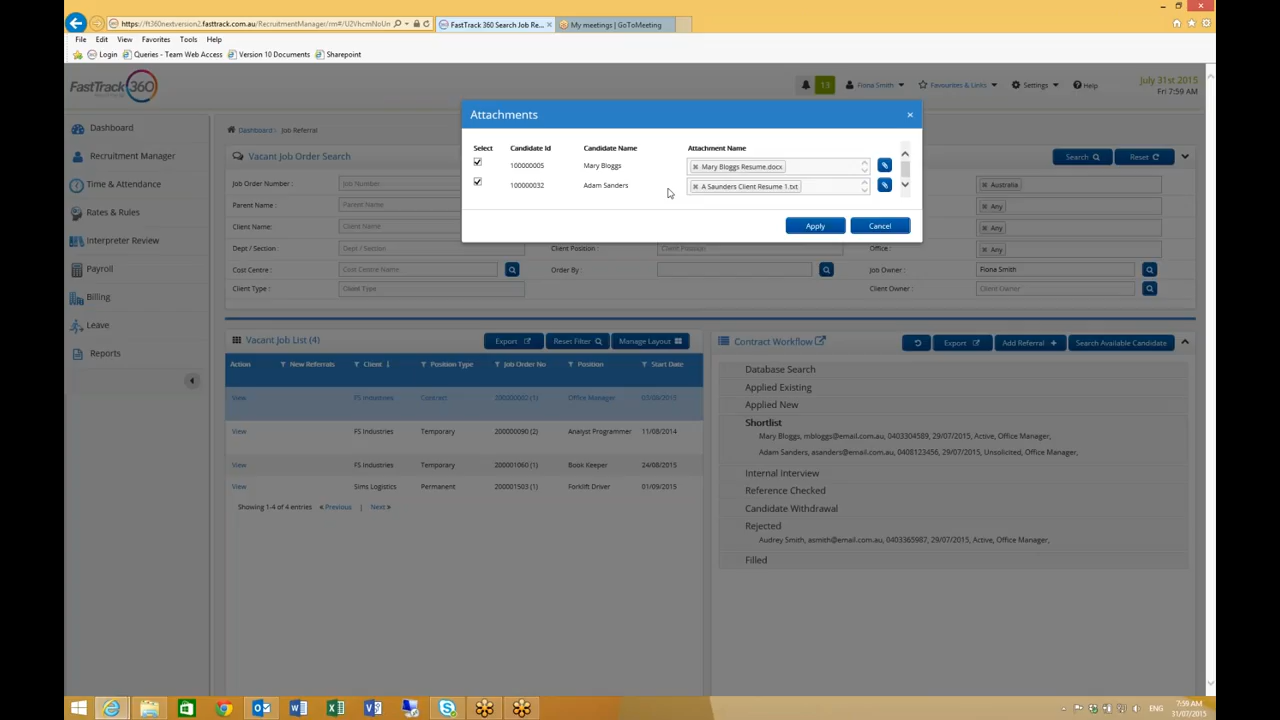 https://ft360nextversion2.fasttrack.com.au/RecruitmentManager/rm#/U2VhcmNoUn
FastTrack 360 Search Job Re...
My meetings | GoToMeeting
File Edit View Favorites Tools Help
Login Queries - Team Web Access Version 10 Documents Sharepoint
FastTrack 360
13
Fiona Smith
Favourites & Links
Settings
Help
July 31st 2015
Fri 7:59 AM
Dashboard
Recruitment Manager
Time & Attendance
Rates & Rules
Interpreter Review
Payroll
Billing
Leave
Reports
Dashboard> Job Referral
Vacant Job Order Search
Search
Reset
Job Order Number : Job Number
Parent Name : Parent Name
Client Name: Client Name
Dept / Section : Dept / Section
Cost Centre : Cost Centre Name
Client Type : Client Type
Client Position : Client Position
Order By :
Australia
Any
Any
Office : Any
Job Owner : Fiona Smith
Client Owner : Client Owner
Attachments
Select Candidate Id Candidate Name Attachment Name
100000005 Mary Bloggs Mary Bloggs Resume.docx
100000032 Adam Sanders A Saunders Client Resume 1.txt
Apply Cancel
Vacant Job List (4)
Export Reset Filter Manage Layout
Action New Referrals Client Position Type Job Order No Position Start Date
View FS Industries Contract 200000062 (1) Office Manager 03/08/2015
View FS Industries Temporary 200000090 (2) Analyst Programmer 11/08/2014
View FS Industries Temporary 200001060 (1) Book Keeper 24/08/2015
View Sims Logistics Permanent 200001503 (1) Forklift Driver 01/09/2015
Showing 1-4 of 4 entries « Previous | Next »
Contract Workflow
Export Add Referral + Search Available Candidate
Database Search
Applied Existing
Applied New
Shortlist
Mary Bloggs, mbloggs@email.com.au, 0403304589, 29/07/2015, Active, Office Manager,
Adam Sanders, asanders@email.com.au, 0408123456, 29/07/2015, Unsolicited, Office Manager,
Internal Interview
Reference Checked
Candidate Withdrawal
Rejected
Audrey Smith, asmith@email.com.au, 0403365987, 29/07/2015, Active, Office Manager,
Filled
ENG
7:59 AM
31/07/2015